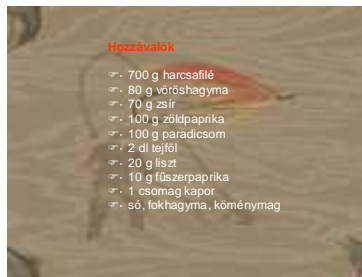 Hozzávalók
☞· 700 g harcsafilé
☞· 80 g vöröshagyma
☞· 70 g zsír
☞· 100 g zöldpaprika
☞· 100 g paradicsom
☞· 2 dl tejföl
☞· 20 g liszt
☞· 10 g fűszerpaprika
☞· 1 csomag kapor
☞· só, fokhagyma, köménymag